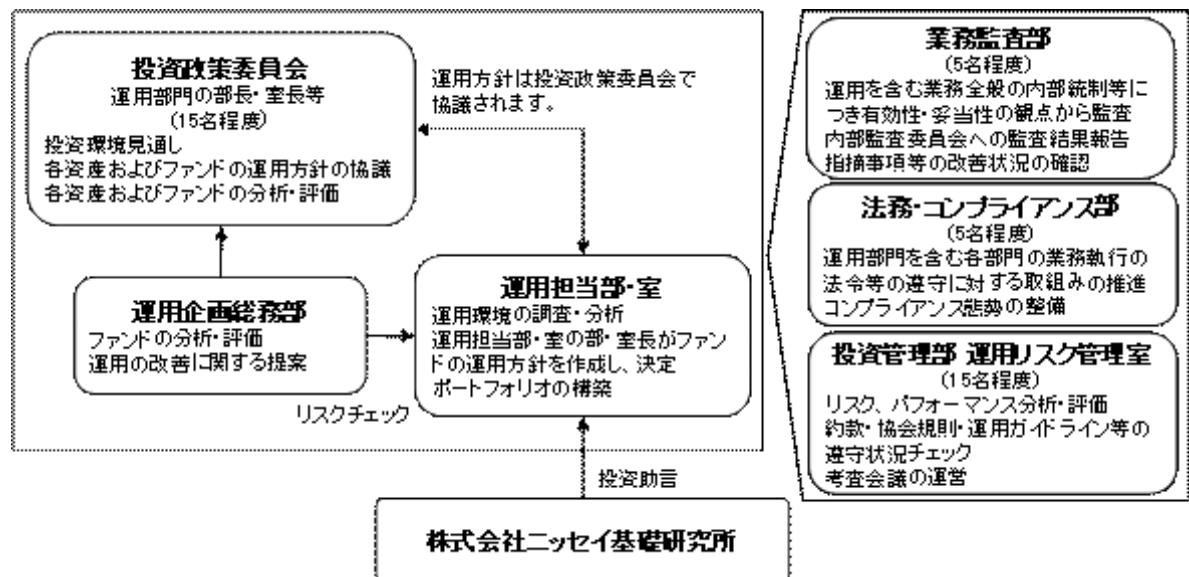 投資政策委員会
運用部門の部長・室長等
(15名程度)
投資環境見通し
各資産およびファンドの運用方針の協議
各資産およびファンドの分析・評価
運用方針は投資政策委員会で
協議されます。
運用企画総務部
ファンドの分析・評価
運用の改善に関する提案
運用担当部・室
運用環境の調査・分析
運用担当部・室の部・室長がファン
ドの運用方針を作成し、決定
ポートフォリオの構築
リスクチェック
投資助言
株式会社ニッセイ基礎研究所
業務監査部
(5名程度)
運用を含む業務全般の内部統制等に
つき有効性・妥当性の観点から監査
内部監査委員会への監査結果報告
指摘事項等の改善状況の確認
法務・コンプライアンス部
(5名程度)
運用部門を含む各部門の業務執行の
法令等の遵守に対する取組みの推進
コンプライアンス態勢の整備
投資管理部 運用リスク管理室
(15名程度)
リスク、パフォーマンス分析・評価
約款・協会規則・運用ガイドライン等の
遵守状況チェック
考査会議の運営